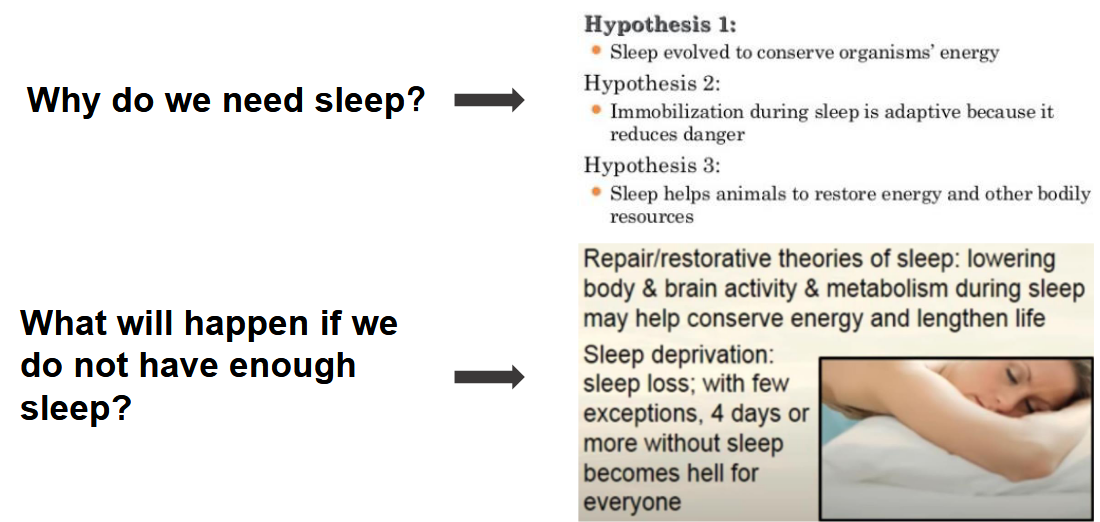 Why do we need sleep?
Hypothesis 1:
• Sleep evolved to conserve organisms' energy
Hypothesis 2:
• Immobilization during sleep is adaptive because it
reduces danger
Hypothesis 3:
• Sleep helps animals to restore energy and other bodily
resources
What will happen if we
do not have enough
sleep?
Repair/restorative theories of sleep: lowering
body & brain activity & metabolism during sleep
may help conserve energy and lengthen life
Sleep deprivation:
sleep loss; with few
exceptions, 4 days or
more without sleep
becomes hell for
everyone